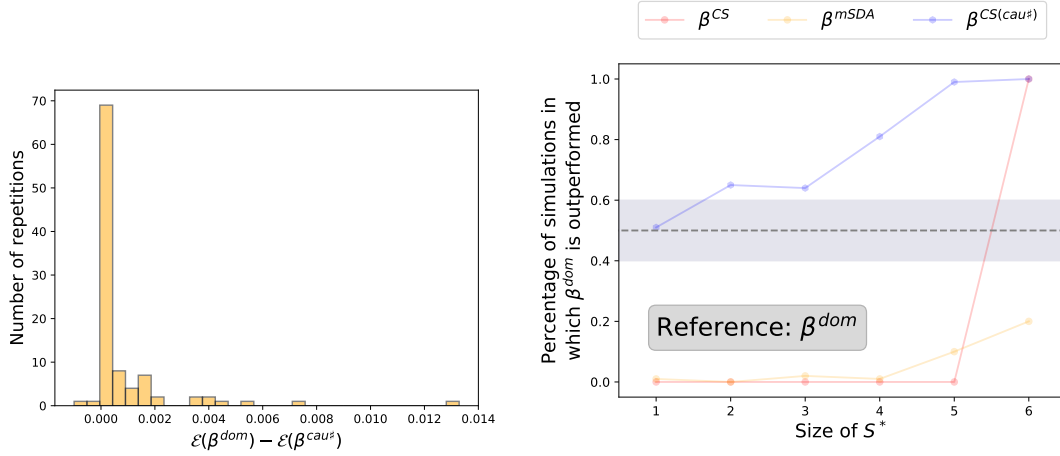 70
60
50
40
30
20
10
0
Number of repetitions
0.000 0.002 0.004 0.006 0.008 0.010 0.012 0.014
ℰ(β^{dom}) − ℰ(β^{cau♯})
β^{CS} β^{mSDA} β^{CS(cau♯)}
1.0
0.8
0.6
0.4
0.2
0.0
Percentage of simulations in
which β^{dom} is outperformed
Reference: β^{dom}
1 2 3 4 5 6
Size of S^*